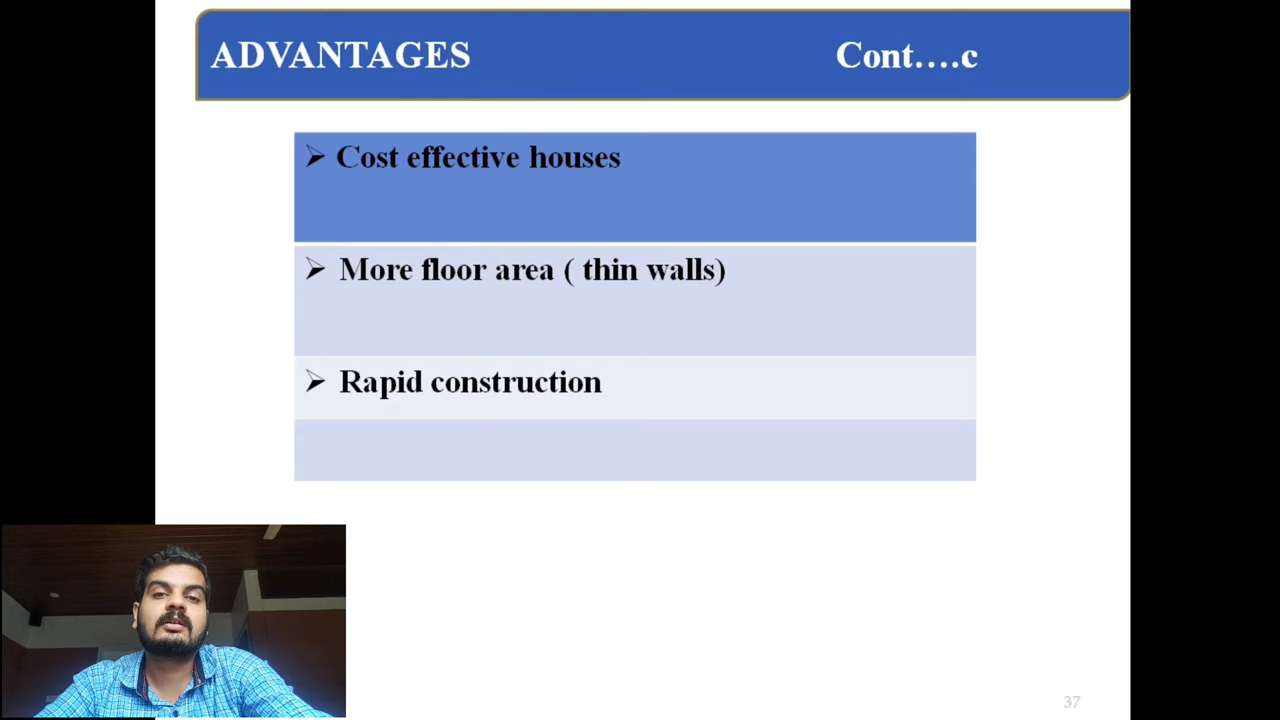 ADVANTAGES Cont....c
➢ Cost effective houses
➢ More floor area ( thin walls)
➢ Rapid construction
37